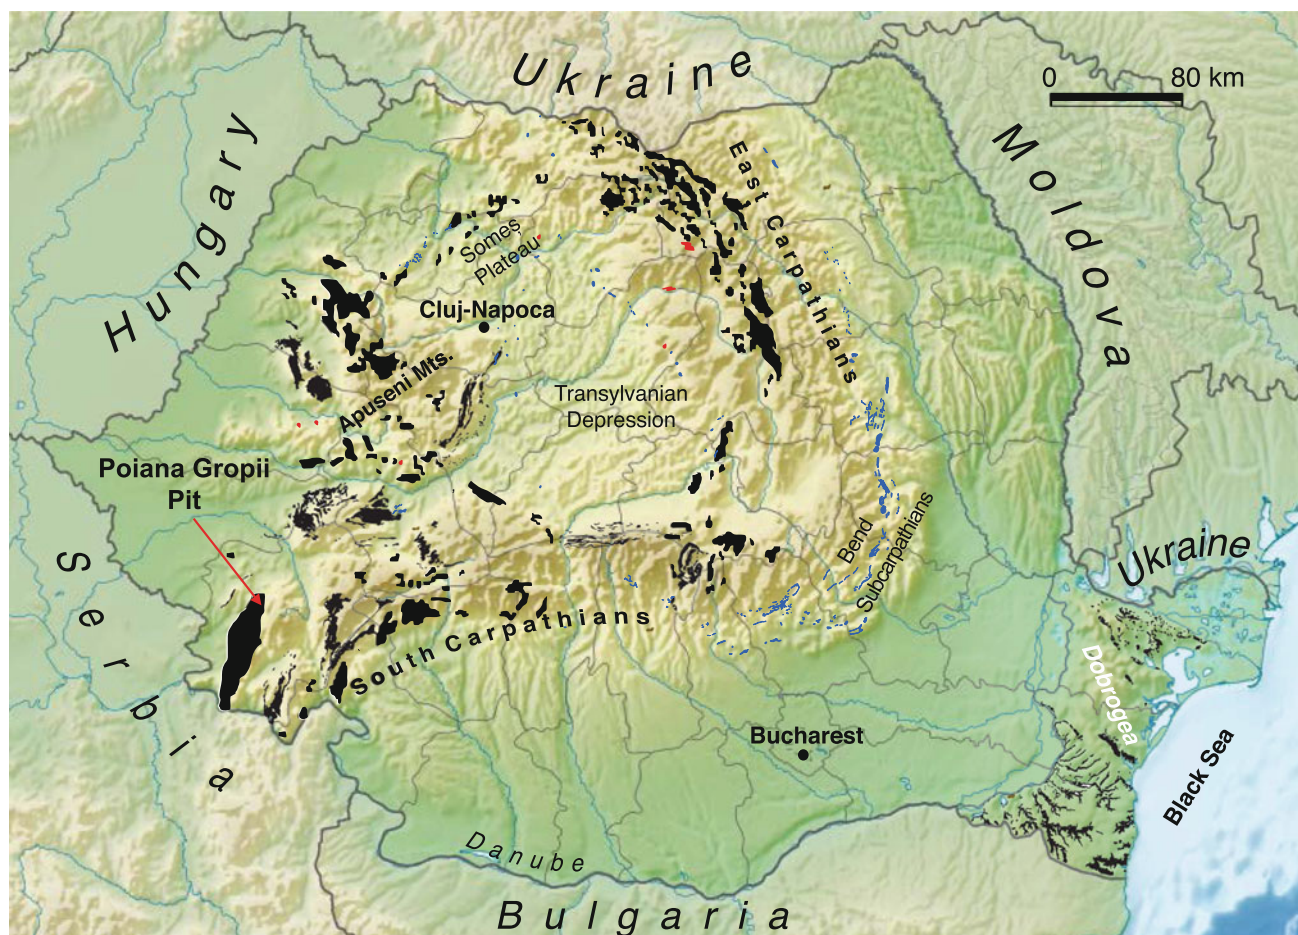 Ukraine
0 80 km
Hungary
Moldova
East Carpathians
Somes
Plateau
Cluj-Napoca
Apuseni Mts.
Transylvanian
Depression
Poiana Gropii
Pit
Bend
Subcarpathians
Ukraine
Serbia
South Carpathians
Dobrogea
Bucharest
Black Sea
Danube
Bulgaria